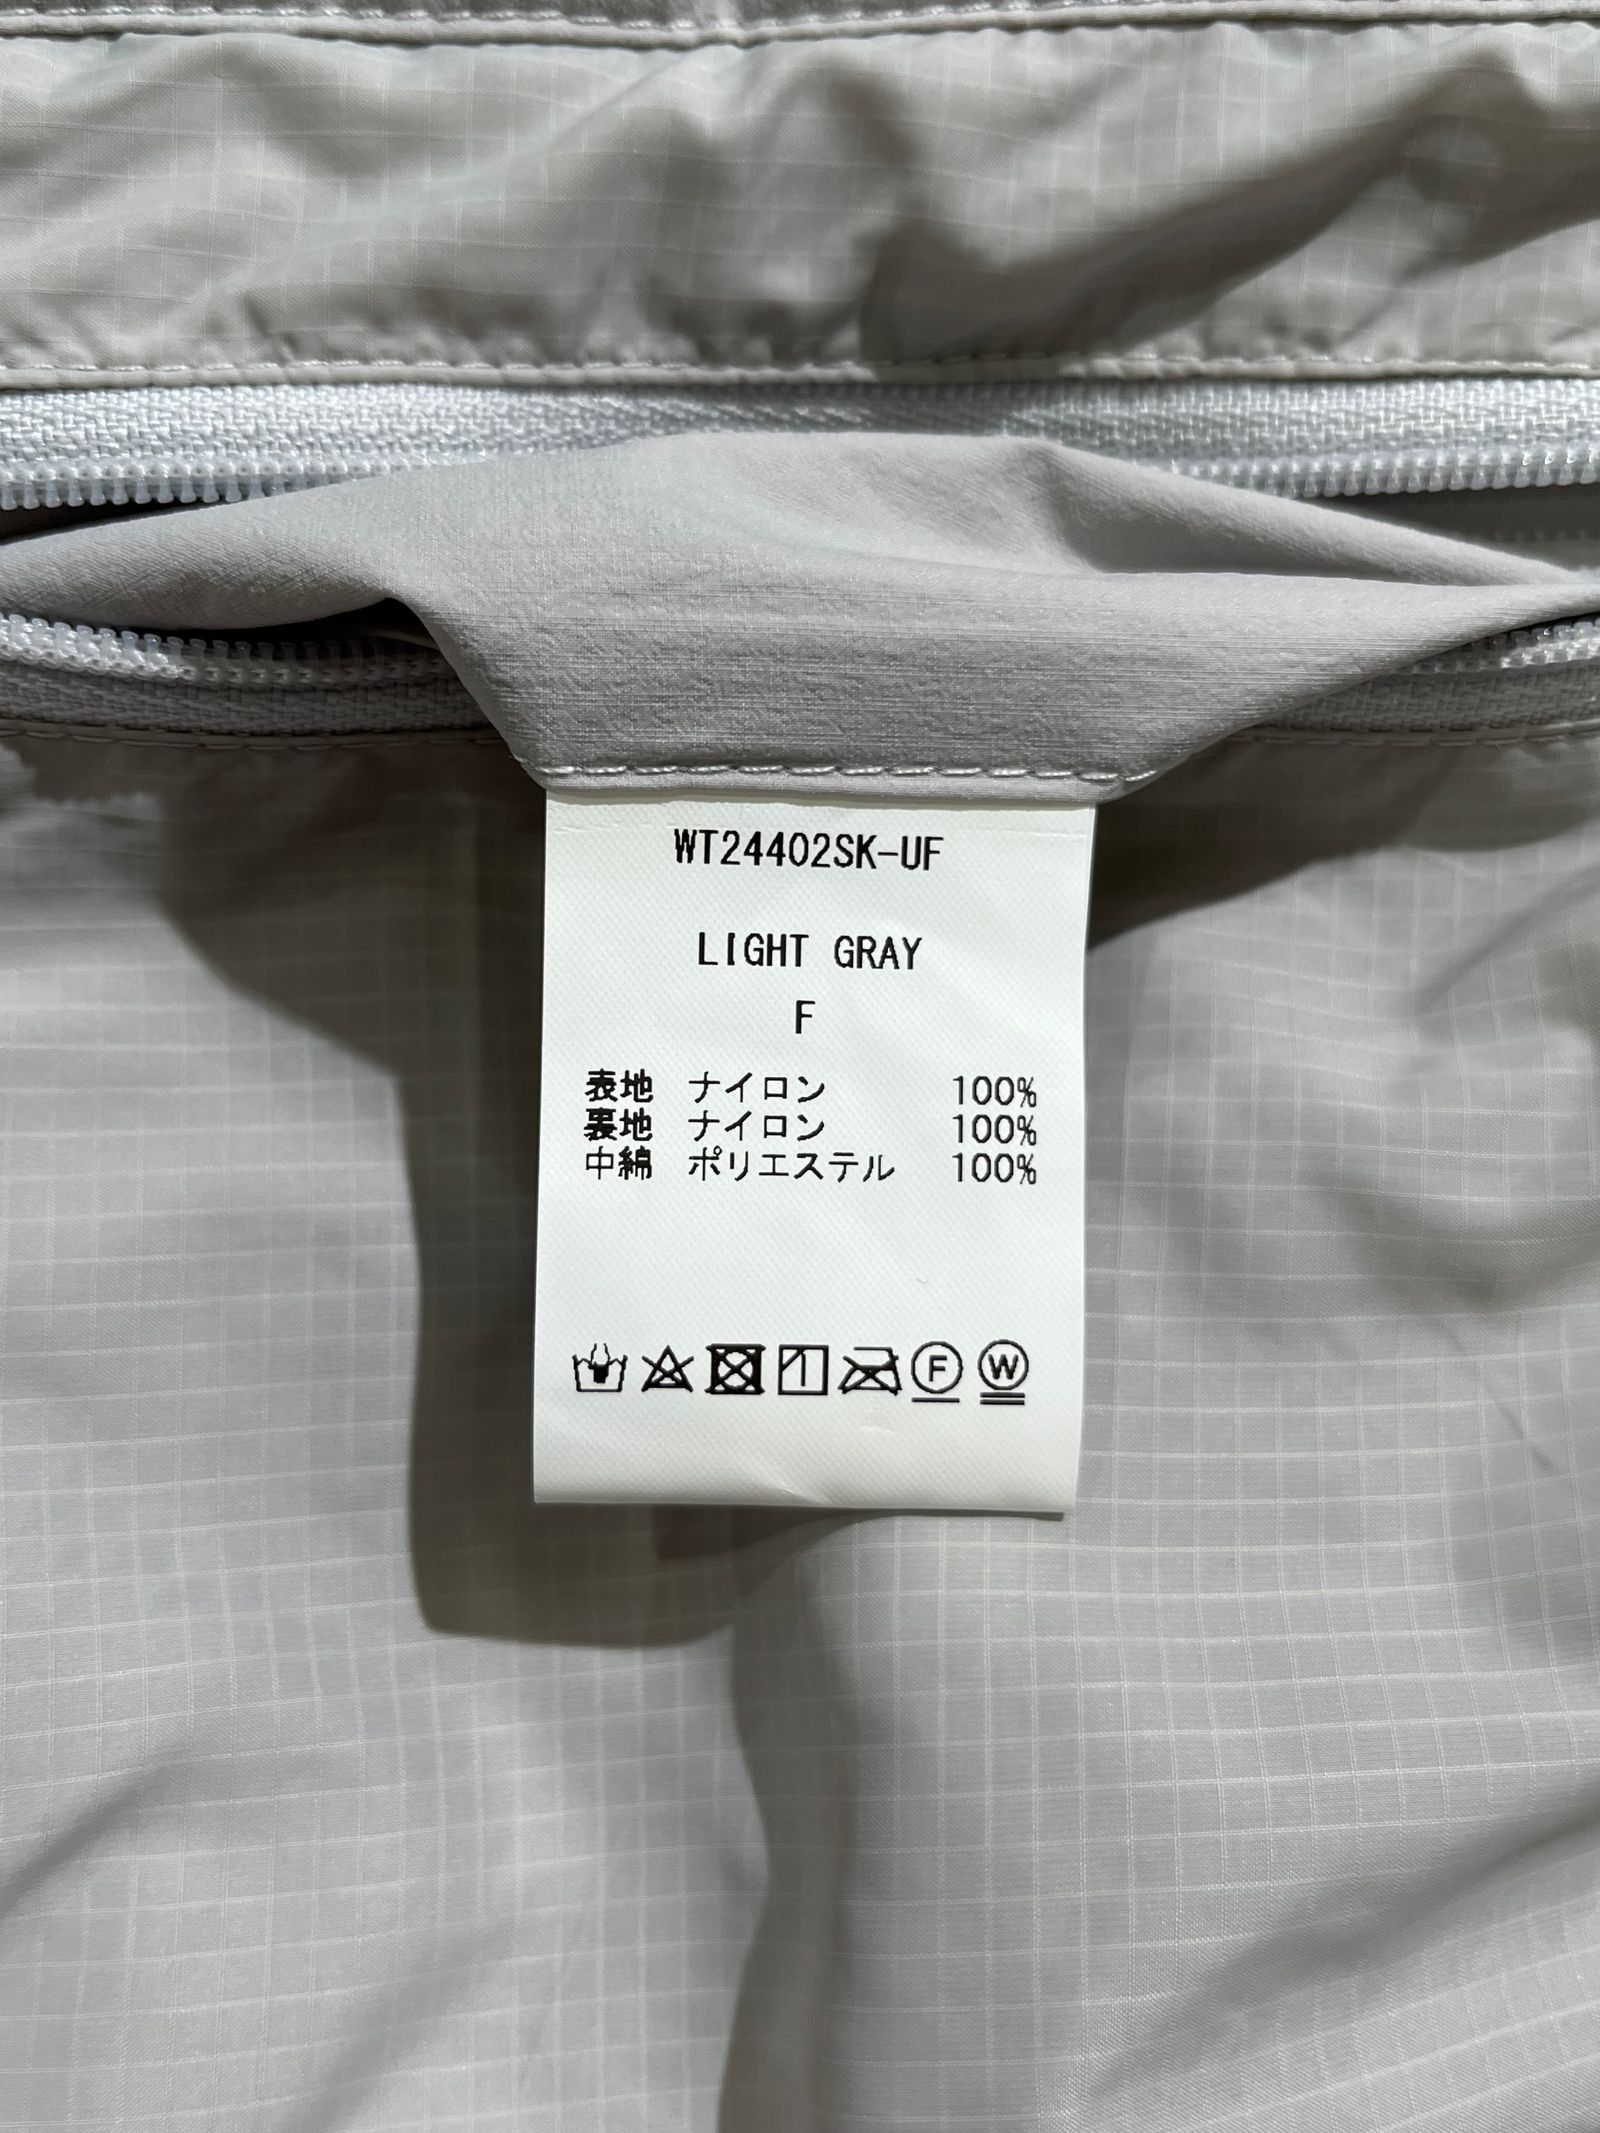 WT24402SK-UF
LIGHT GRAY
F
表地 ナイロン 100%
裏地 ナイロン 100%
中綿 ポリエステル 100%
F W